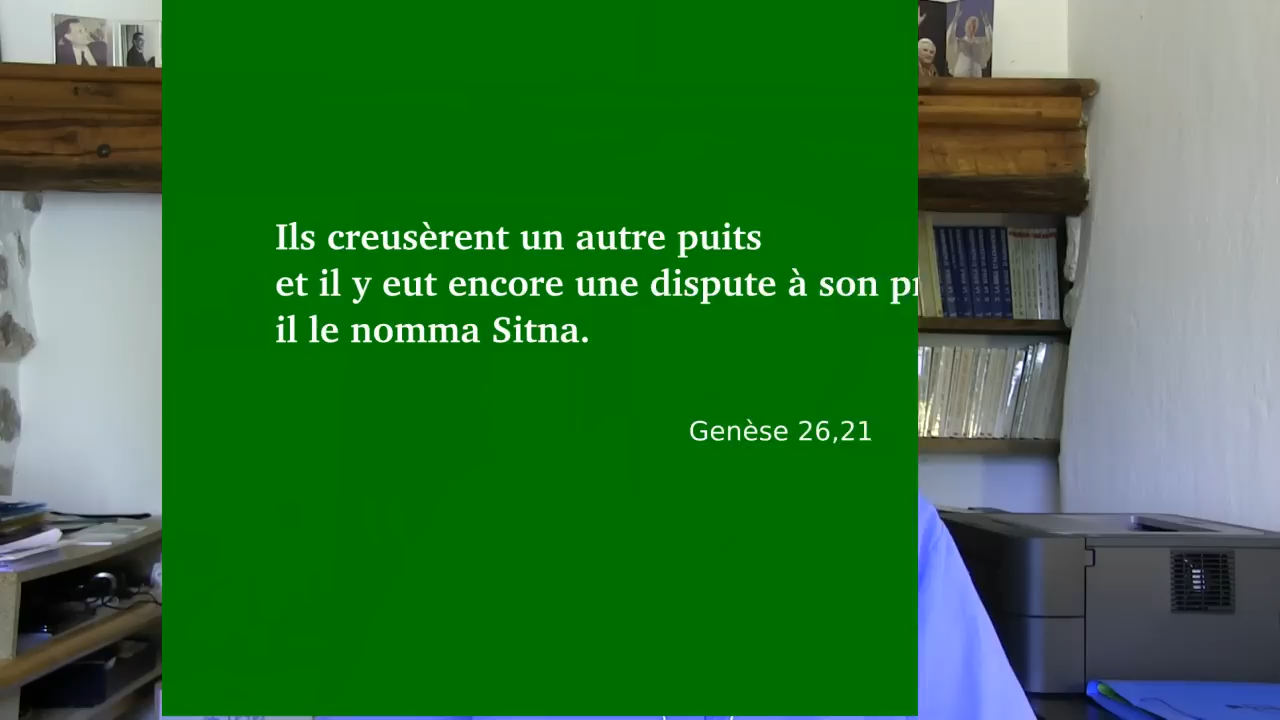 Ils creusèrent un autre puits
et il y eut encore une dispute à son
il le nomma Sitna.
Genèse 26,21